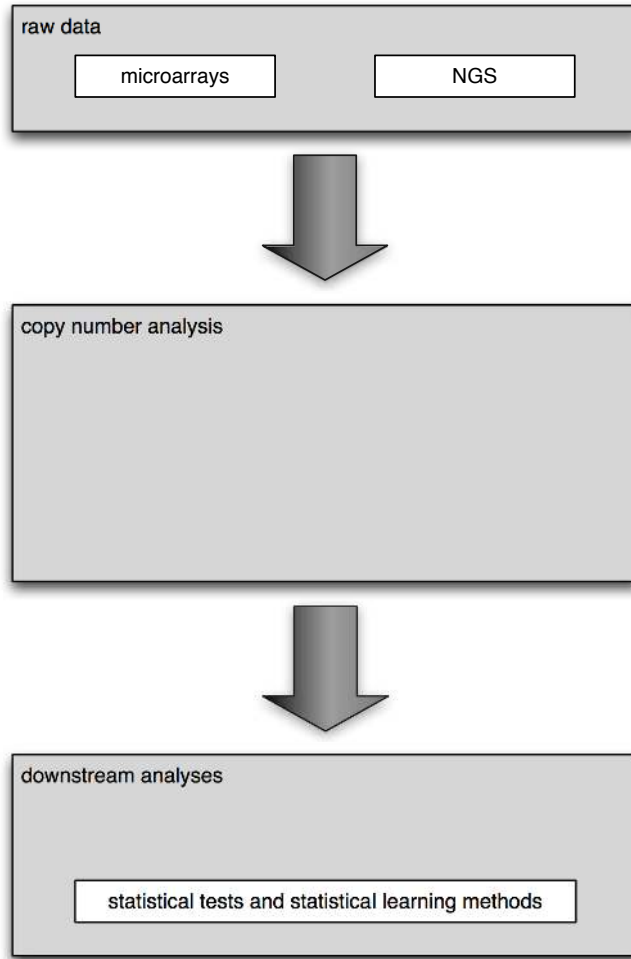 raw data
microarrays NGS
copy number analysis
downstream analyses
statistical tests and statistical learning methods